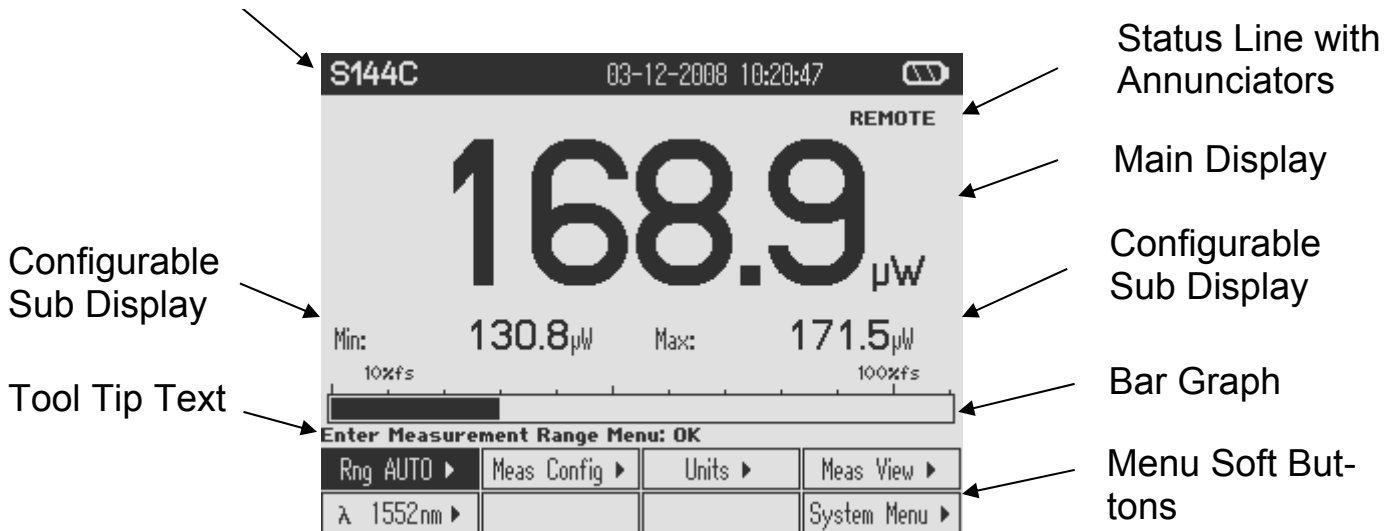 Status Line with
Annunciators
S144C 03-12-2008 10:20:47
REMOTE
Main Display
168.9 µW
Configurable
Sub Display
Configurable
Sub Display
Min: 130.8µW Max: 171.5µW
10%fs 100%fs
Bar Graph
Tool Tip Text
Enter Measurement Range Menu: OK
Rng AUTO ▶ Meas Config ▶ Units ▶ Meas View ▶
λ 1552nm ▶ System Menu ▶
Menu Soft But-
tons